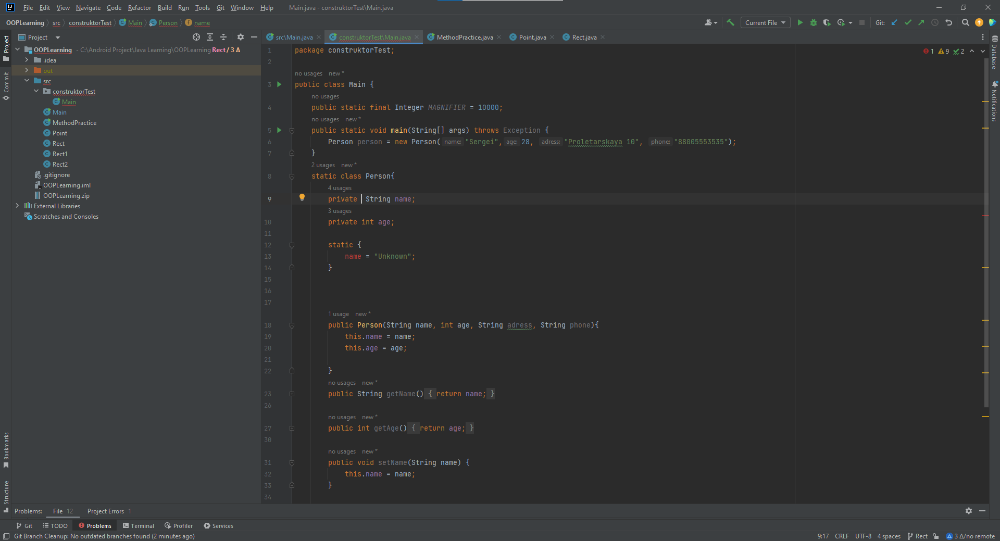 File Edit View Navigate Code Refactor Build Run Tools Git Window Help Main.java - construktorTest\Main.java
OOPLearning src construktorTest Main Person name Current File Git:
Project
src\Main.java construktorTest\Main.java MethodPractice.java Point.java Rect.java
OOPLearning - C:\Android Project\Java Learning\OOPLearning Rect / 3 Δ
.idea
out
src
construktorTest
Main
Main
MethodPractice
Point
Rect
Rect1
Rect2
.gitignore
OOPLearning.iml
OOPLearning.zip
External Libraries
Scratches and Consoles
Project
Commit
Bookmarks
Structure
1 9 2
1 package construktorTest;
2
no usages new *
3 public class Main {
no usages
4 public static final Integer MAGNIFIER = 10000;
no usages new *
5 public static void main(String[] args) throws Exception {
6 Person person = new Person( name: "Sergei", age: 28, adress: "Proletarskaya 10", phone: "88005553535");
7 }
2 usages new *
8 static class Person{
4 usages
9 private String name;
3 usages
10 private int age;
11
12 static {
13 name = "Unknown";
14 }
15
16
17
1 usage new *
18 public Person(String name, int age, String adress, String phone){
19 this.name = name;
20 this.age = age;
21
22 }
no usages new *
23 public String getName() { return name; }
26
no usages new *
27 public int getAge() { return age; }
30
no usages new *
31 public void setName(String name) {
32 this.name = name;
33 }
34
Database
Notifications
Problems: File 12 Project Errors 1
Git TODO Problems Terminal Profiler Services
Git Branch Cleanup: No outdated branches found (2 minutes ago) 9:17 CRLF UTF-8 4 spaces Rect 3 Δ/no remote